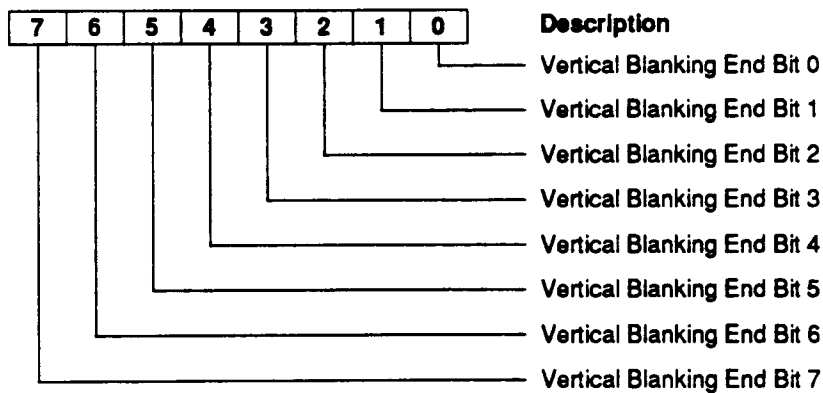 7 6 5 4 3 2 1 0 Description
Vertical Blanking End Bit 0
Vertical Blanking End Bit 1
Vertical Blanking End Bit 2
Vertical Blanking End Bit 3
Vertical Blanking End Bit 4
Vertical Blanking End Bit 5
Vertical Blanking End Bit 6
Vertical Blanking End Bit 7